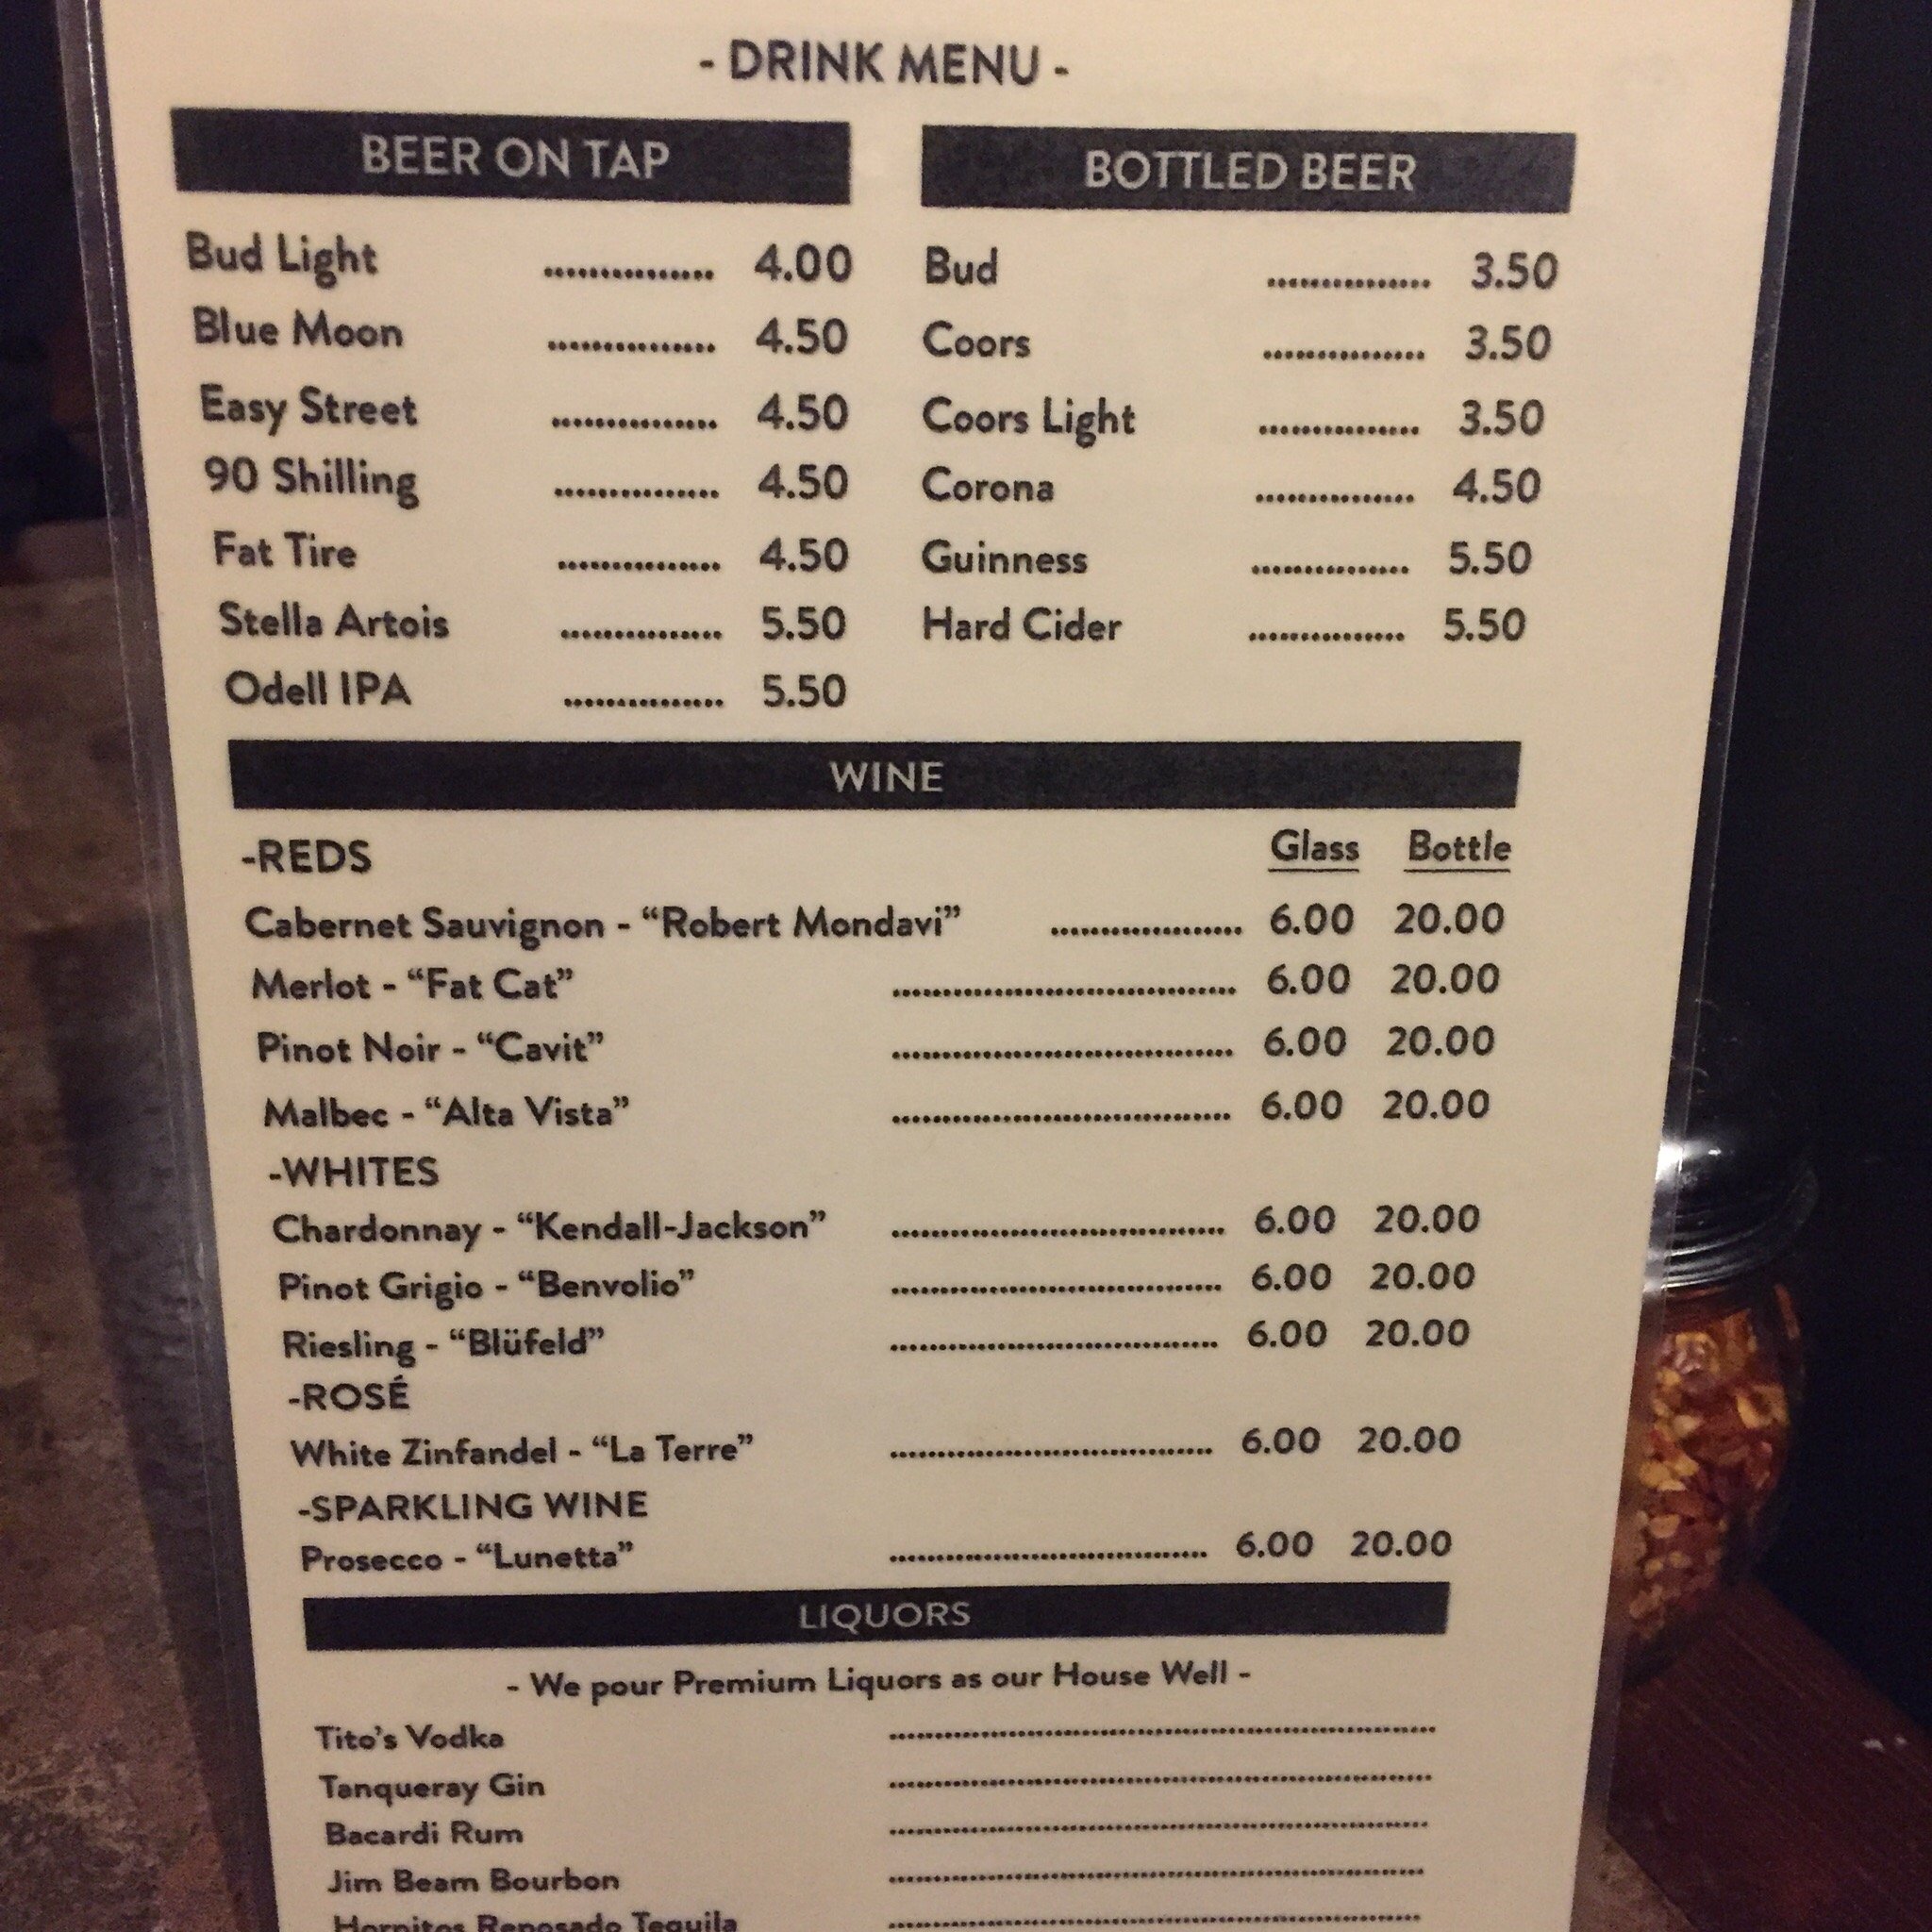 - DRINK MENU -
BEER ON TAP
Bud Light ............... 4.00
Blue Moon ............... 4.50
Easy Street ............... 4.50
90 Shilling ............... 4.50
Fat Tire ............... 4.50
Stella Artois ............... 5.50
Odell IPA ............... 5.50
BOTTLED BEER
Bud ............... 3.50
Coors ............... 3.50
Coors Light ............... 3.50
Corona ............... 4.50
Guinness ............... 5.50
Hard Cider ............... 5.50
WINE
-REDS Glass Bottle
Cabernet Sauvignon - “Robert Mondavi” ................... 6.00 20.00
Merlot - “Fat Cat” .................................. 6.00 20.00
Pinot Noir - “Cavit” .................................. 6.00 20.00
Malbec - “Alta Vista” .................................. 6.00 20.00
-WHITES
Chardonnay - “Kendall-Jackson” .................................. 6.00 20.00
Pinot Grigio - “Benvolio” .................................. 6.00 20.00
Riesling - “Blüfeld” .................................. 6.00 20.00
-ROSÉ
White Zinfandel - “La Terre” .................................. 6.00 20.00
-SPARKLING WINE
Prosecco - “Lunetta” .................................. 6.00 20.00
LIQUORS
- We pour Premium Liquors as our House Well -
Tito’s Vodka .........................................................
Tanqueray Gin .........................................................
Bacardi Rum .........................................................
Jim Beam Bourbon .........................................................
Hornitos Reposado Tequila .........................................................